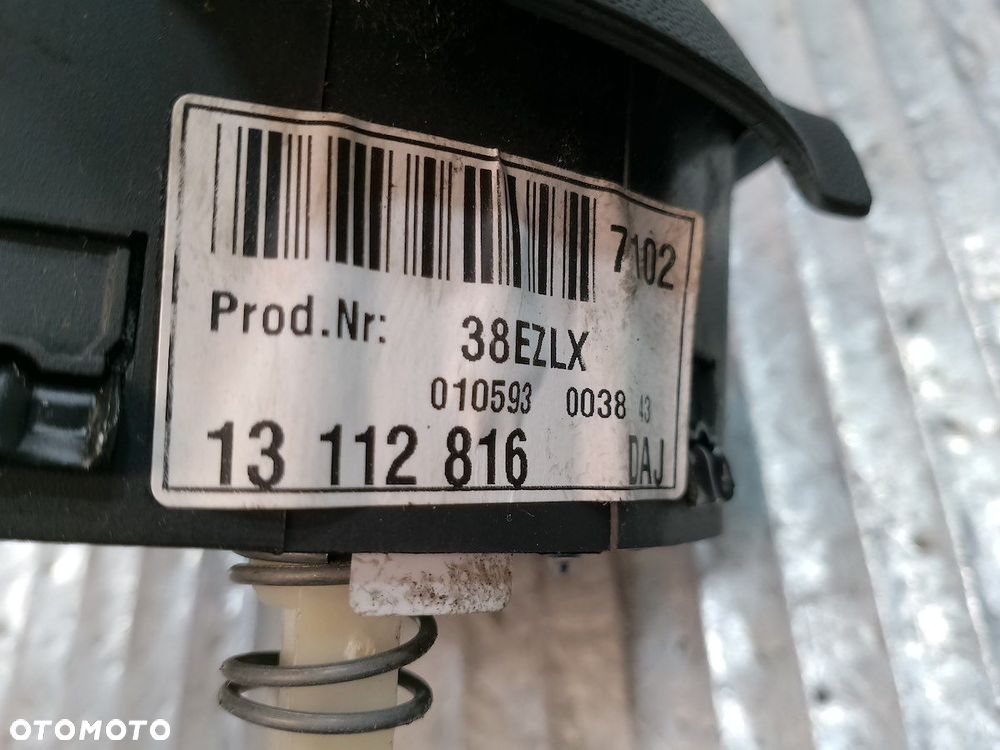 7102
Prod.Nr: 38EZLX
010593 0038 43
13 112 816 DAJ
OTOMOTO